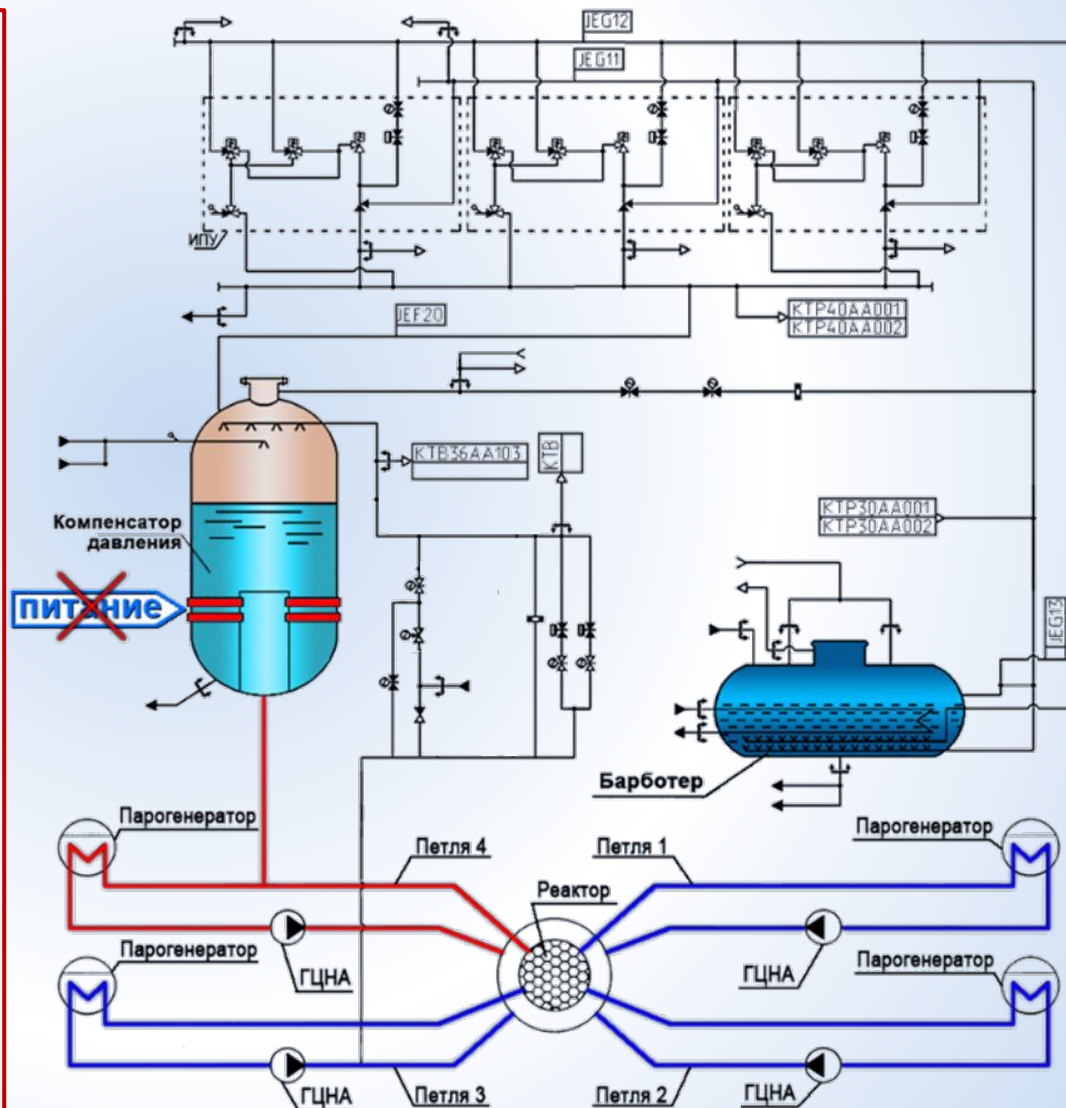 JEG12
JEG11
ИПУ
JEF20
KTP40AA001
KTP40AA002
KTB36AA103
KTB
Компенсатор
давления
питание
KTP30AA001
KTP30AA002
JEG13
Барботер
Парогенератор
Петля 4
Петля 1
Парогенератор
Реактор
ГЦНА
ГЦНА
Парогенератор
Парогенератор
ГЦНА
Петля 3
Петля 2
ГЦНА